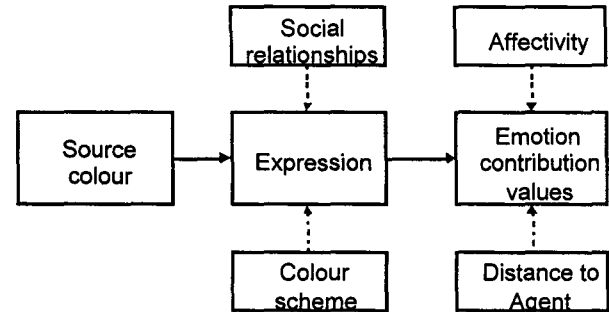 Social
relationships
Affectivity
Source
colour
Expression
Emotion
contribution
values
Colour
scheme
Distance to
Agent